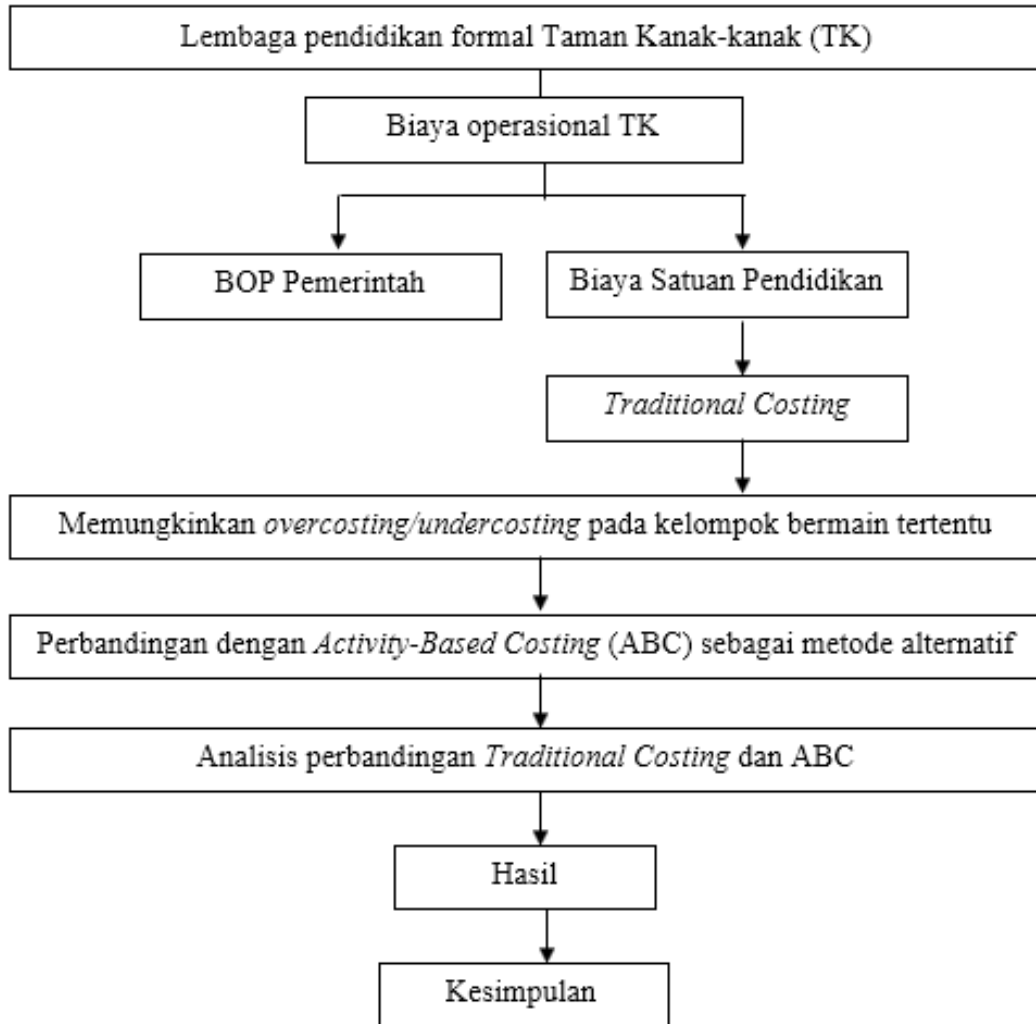 Lembaga pendidikan formal Taman Kanak-kanak (TK)
Biaya operasional TK
BOP Pemerintah
Biaya Satuan Pendidikan
Traditional Costing
Memungkinkan overcosting/undercosting pada kelompok bermain tertentu
Perbandingan dengan Activity-Based Costing (ABC) sebagai metode alternatif
Analisis perbandingan Traditional Costing dan ABC
Hasil
Kesimpulan